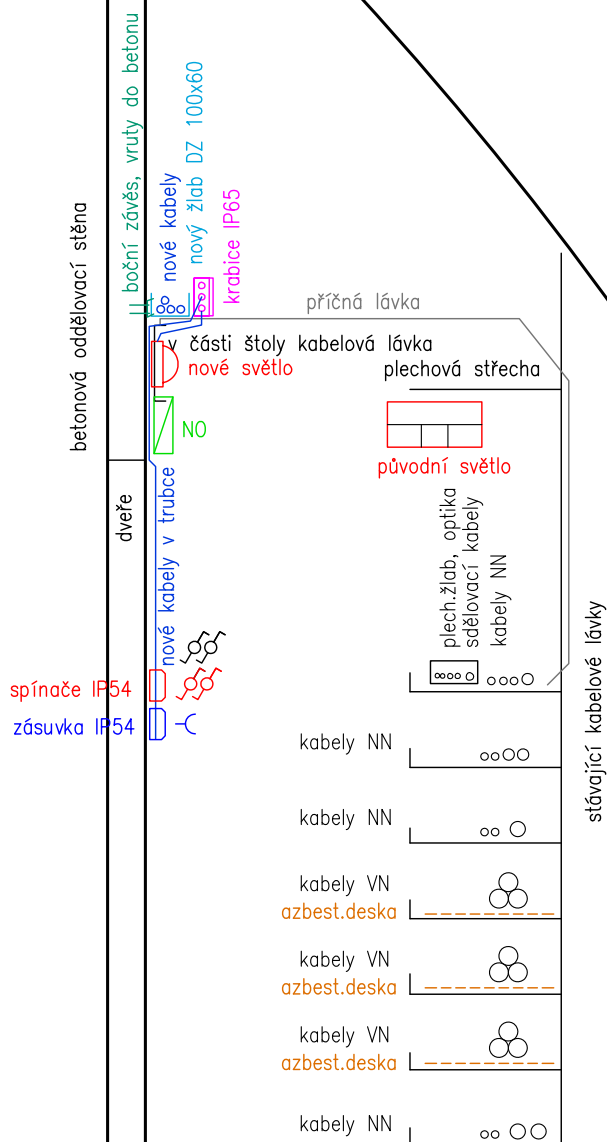 betonová oddělovací stěna
boční závěs, vruty do betonu
nové kabely
nový žlab DZ 100x60
krabice IP65
příčná lávka
v části štoly kabelová lávka
nové světlo
plechová střecha
NO
původní světlo
dveře
nové kabely v trubce
plech.žlab, optika
sdělovací kabely
kabely NN
spínače IP54
zásuvka IP54
stávající kabelové lávky
kabely NN
kabely NN
kabely VN
azbest.deska
kabely VN
azbest.deska
kabely VN
azbest.deska
kabely NN